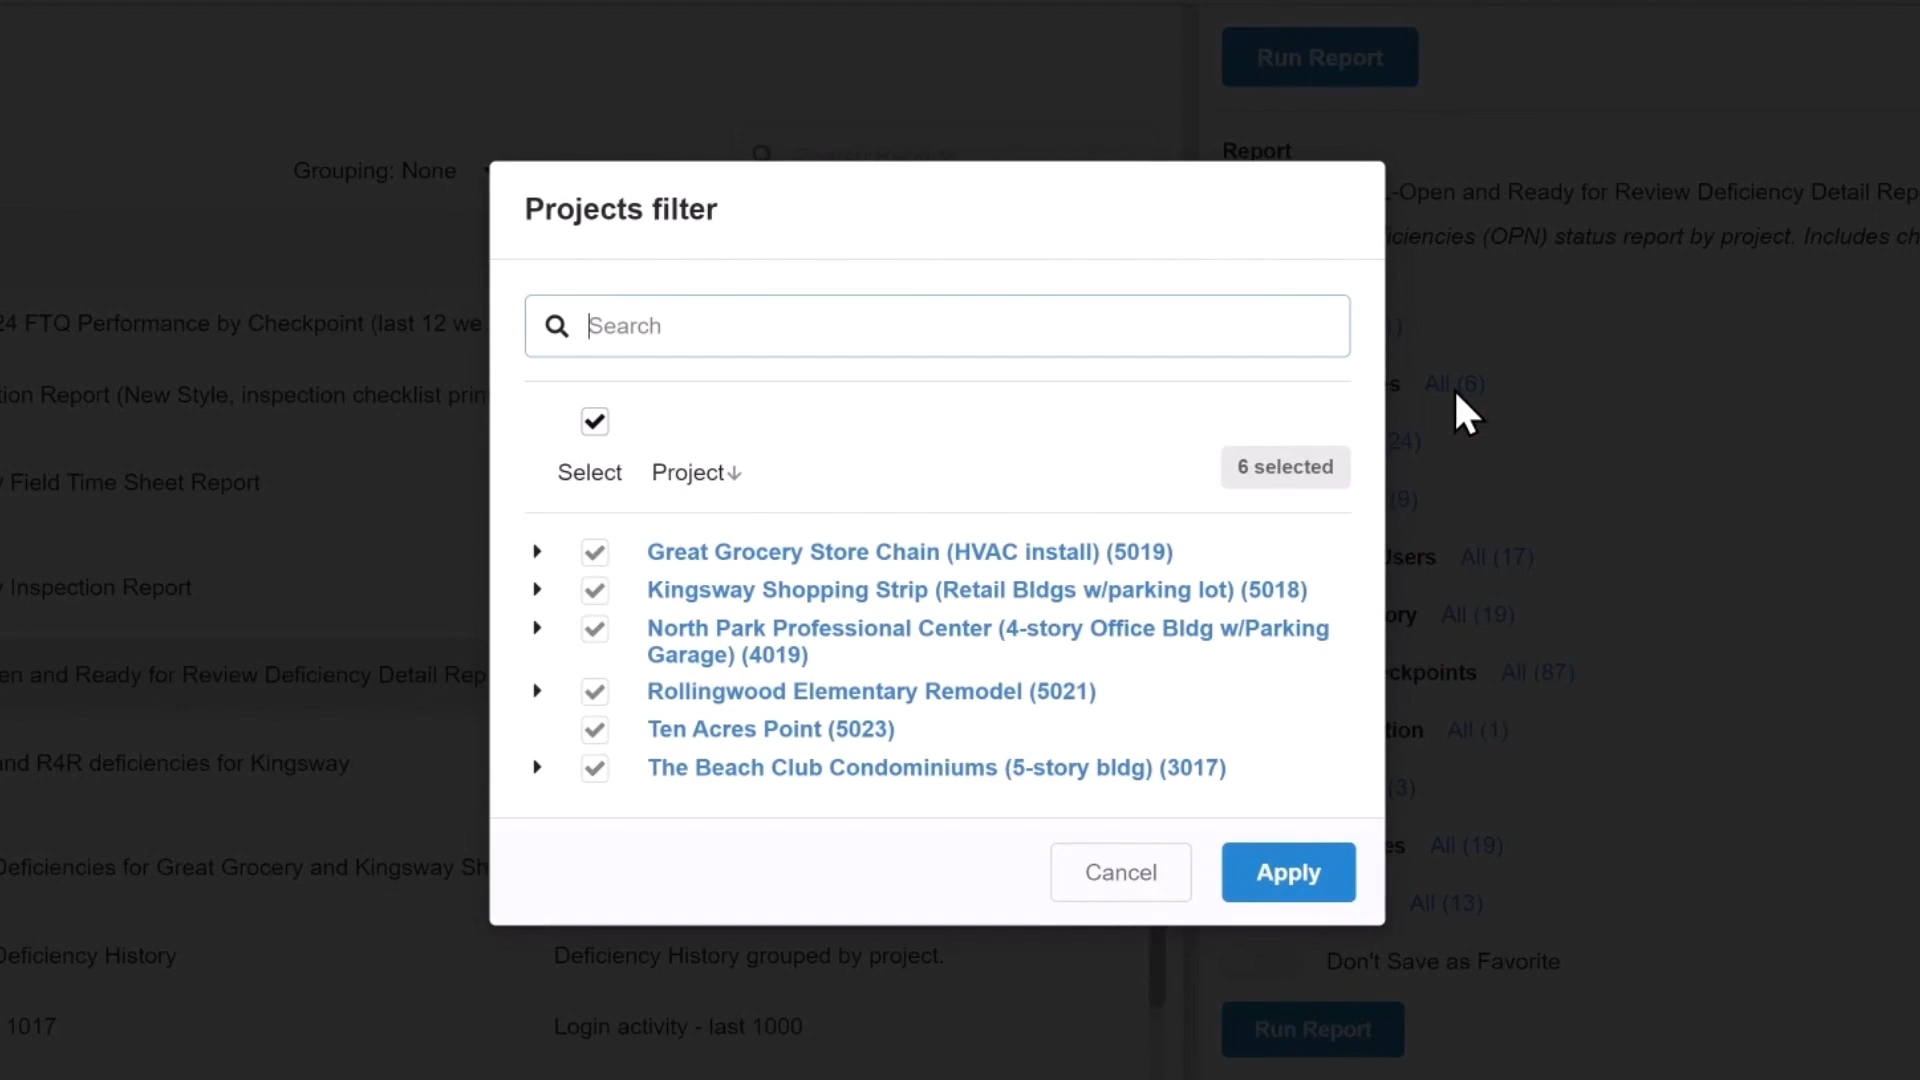 Run Report
Report
Grouping: None
-Open and Ready for Review Deficiency Detail Rep
iciencies (OPN) status report by project. Includes ch
Projects filter
Search
24 FTQ Performance by Checkpoint (last 12 we
tion Report (New Style, inspection checklist prin
s All (6)
24)
Select Project
6 selected
y Field Time Sheet Report
(9)
Great Grocery Store Chain (HVAC install) (5019)
Users All (17)
Kingsway Shopping Strip (Retail Bldgs w/parking lot) (5018)
y Inspection Report
ory All (19)
North Park Professional Center (4-story Office Bldg w/Parking
Garage) (4019)
en and Ready for Review Deficiency Detail Rep
ckpoints All (87)
Rollingwood Elementary Remodel (5021)
Ten Acres Point (5023)
tion All (1)
and R4R deficiencies for Kingsway
The Beach Club Condominiums (5-story bldg) (3017)
(3)
es All (19)
Deficiencies for Great Grocery and Kingsway Sh
Cancel
Apply
All (13)
Deficiency History
Deficiency History grouped by project.
Don't Save as Favorite
1017
Login activity - last 1000
Run Report